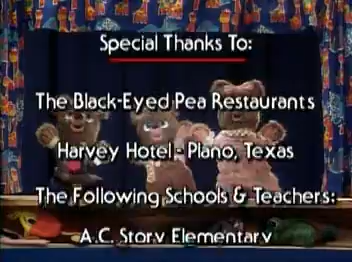 Special Thanks To:
The Black-Eyed Pea Restaurants
Harvey Hotel - Plano, Texas
The Following Schools & Teachers:
A.C. Story Elementary